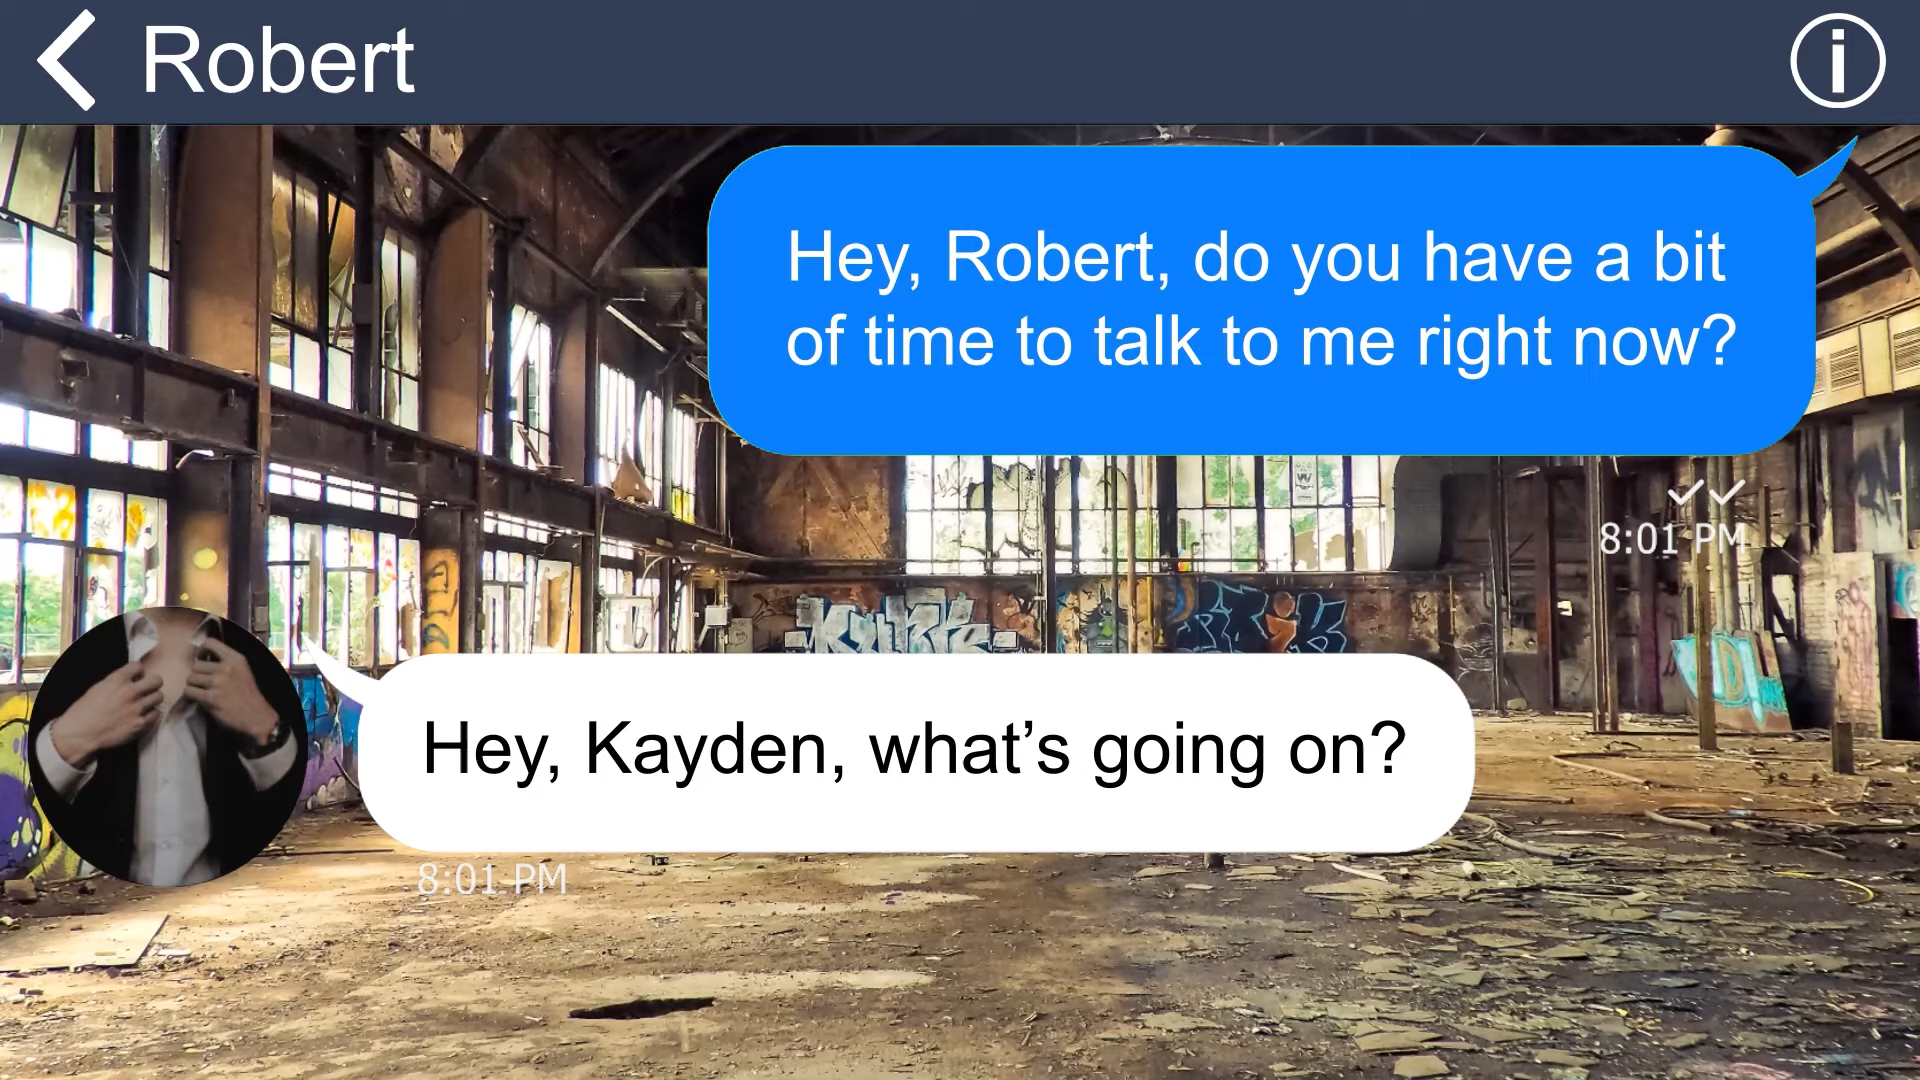 Robert
Hey, Robert, do you have a bit
of time to talk to me right now?
8:01 PM
Hey, Kayden, what’s going on?
8:01 PM